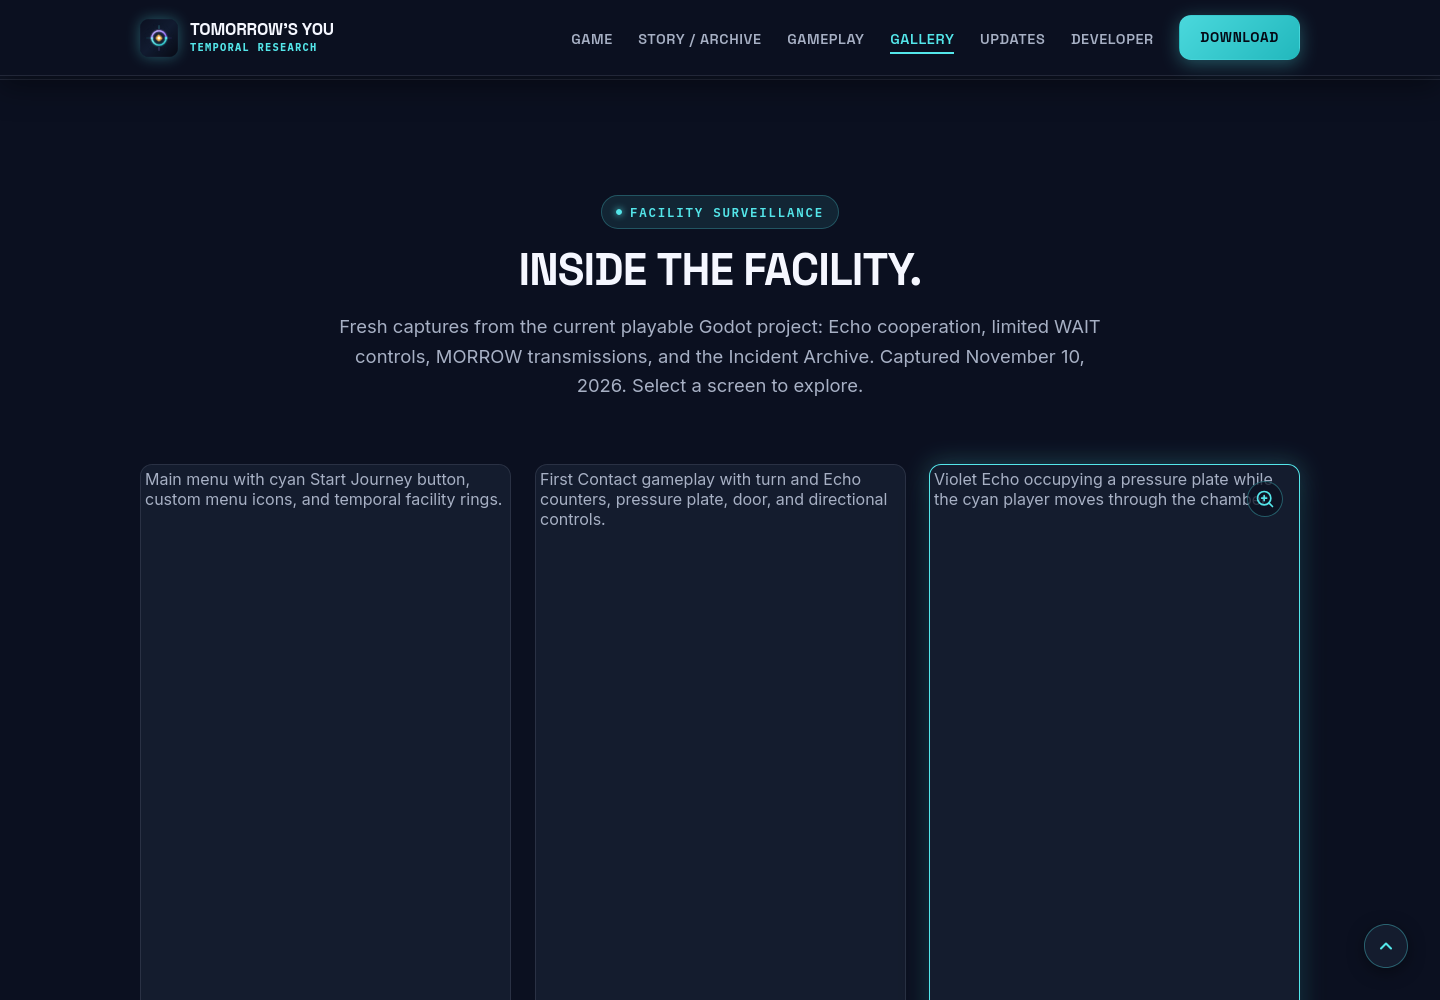 TOMORROW'S YOU
TEMPORAL RESEARCH
GAME
STORY / ARCHIVE
GAMEPLAY
GALLERY
UPDATES
DEVELOPER
DOWNLOAD
FACILITY SURVEILLANCE
INSIDE THE FACILITY.
Fresh captures from the current playable Godot project: Echo cooperation, limited WAIT
controls, MORROW transmissions, and the Incident Archive. Captured November 10,
2026. Select a screen to explore.
Main menu with cyan Start Journey button,
custom menu icons, and temporal facility rings.
First Contact gameplay with turn and Echo
counters, pressure plate, door, and directional
controls.
Violet Echo occupying a pressure plate while
the cyan player moves through the